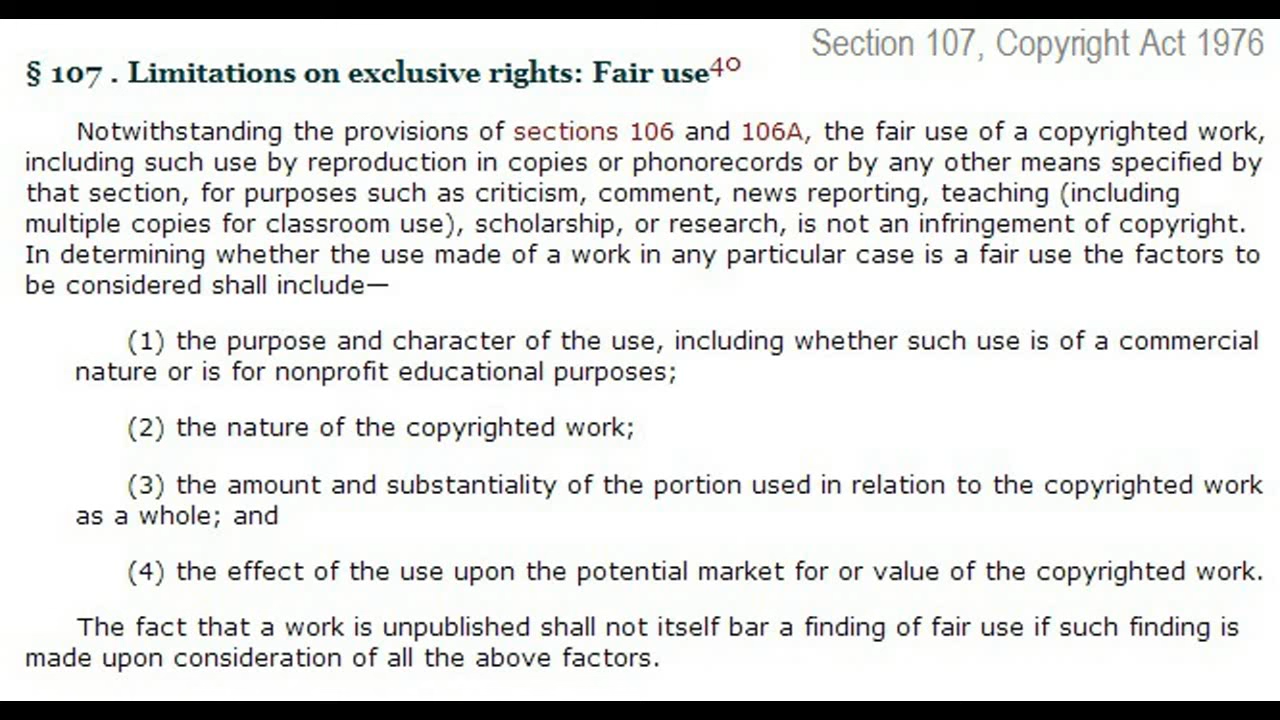 Section 107, Copyright Act 1976
§ 107 . Limitations on exclusive rights: Fair use40
Notwithstanding the provisions of sections 106 and 106A, the fair use of a copyrighted work,
including such use by reproduction in copies or phonorecords or by any other means specified by
that section, for purposes such as criticism, comment, news reporting, teaching (including
multiple copies for classroom use), scholarship, or research, is not an infringement of copyright.
In determining whether the use made of a work in any particular case is a fair use the factors to
be considered shall include—
(1) the purpose and character of the use, including whether such use is of a commercial
nature or is for nonprofit educational purposes;
(2) the nature of the copyrighted work;
(3) the amount and substantiality of the portion used in relation to the copyrighted work
as a whole; and
(4) the effect of the use upon the potential market for or value of the copyrighted work.
The fact that a work is unpublished shall not itself bar a finding of fair use if such finding is
made upon consideration of all the above factors.